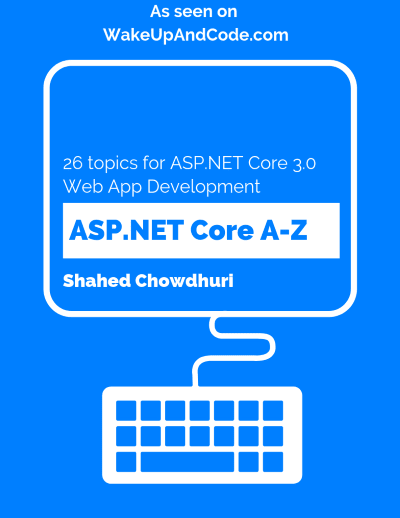 As seen on
WakeUpAndCode.com
26 topics for ASP.NET Core 3.0
Web App Development
ASP.NET Core A-Z
Shahed Chowdhuri